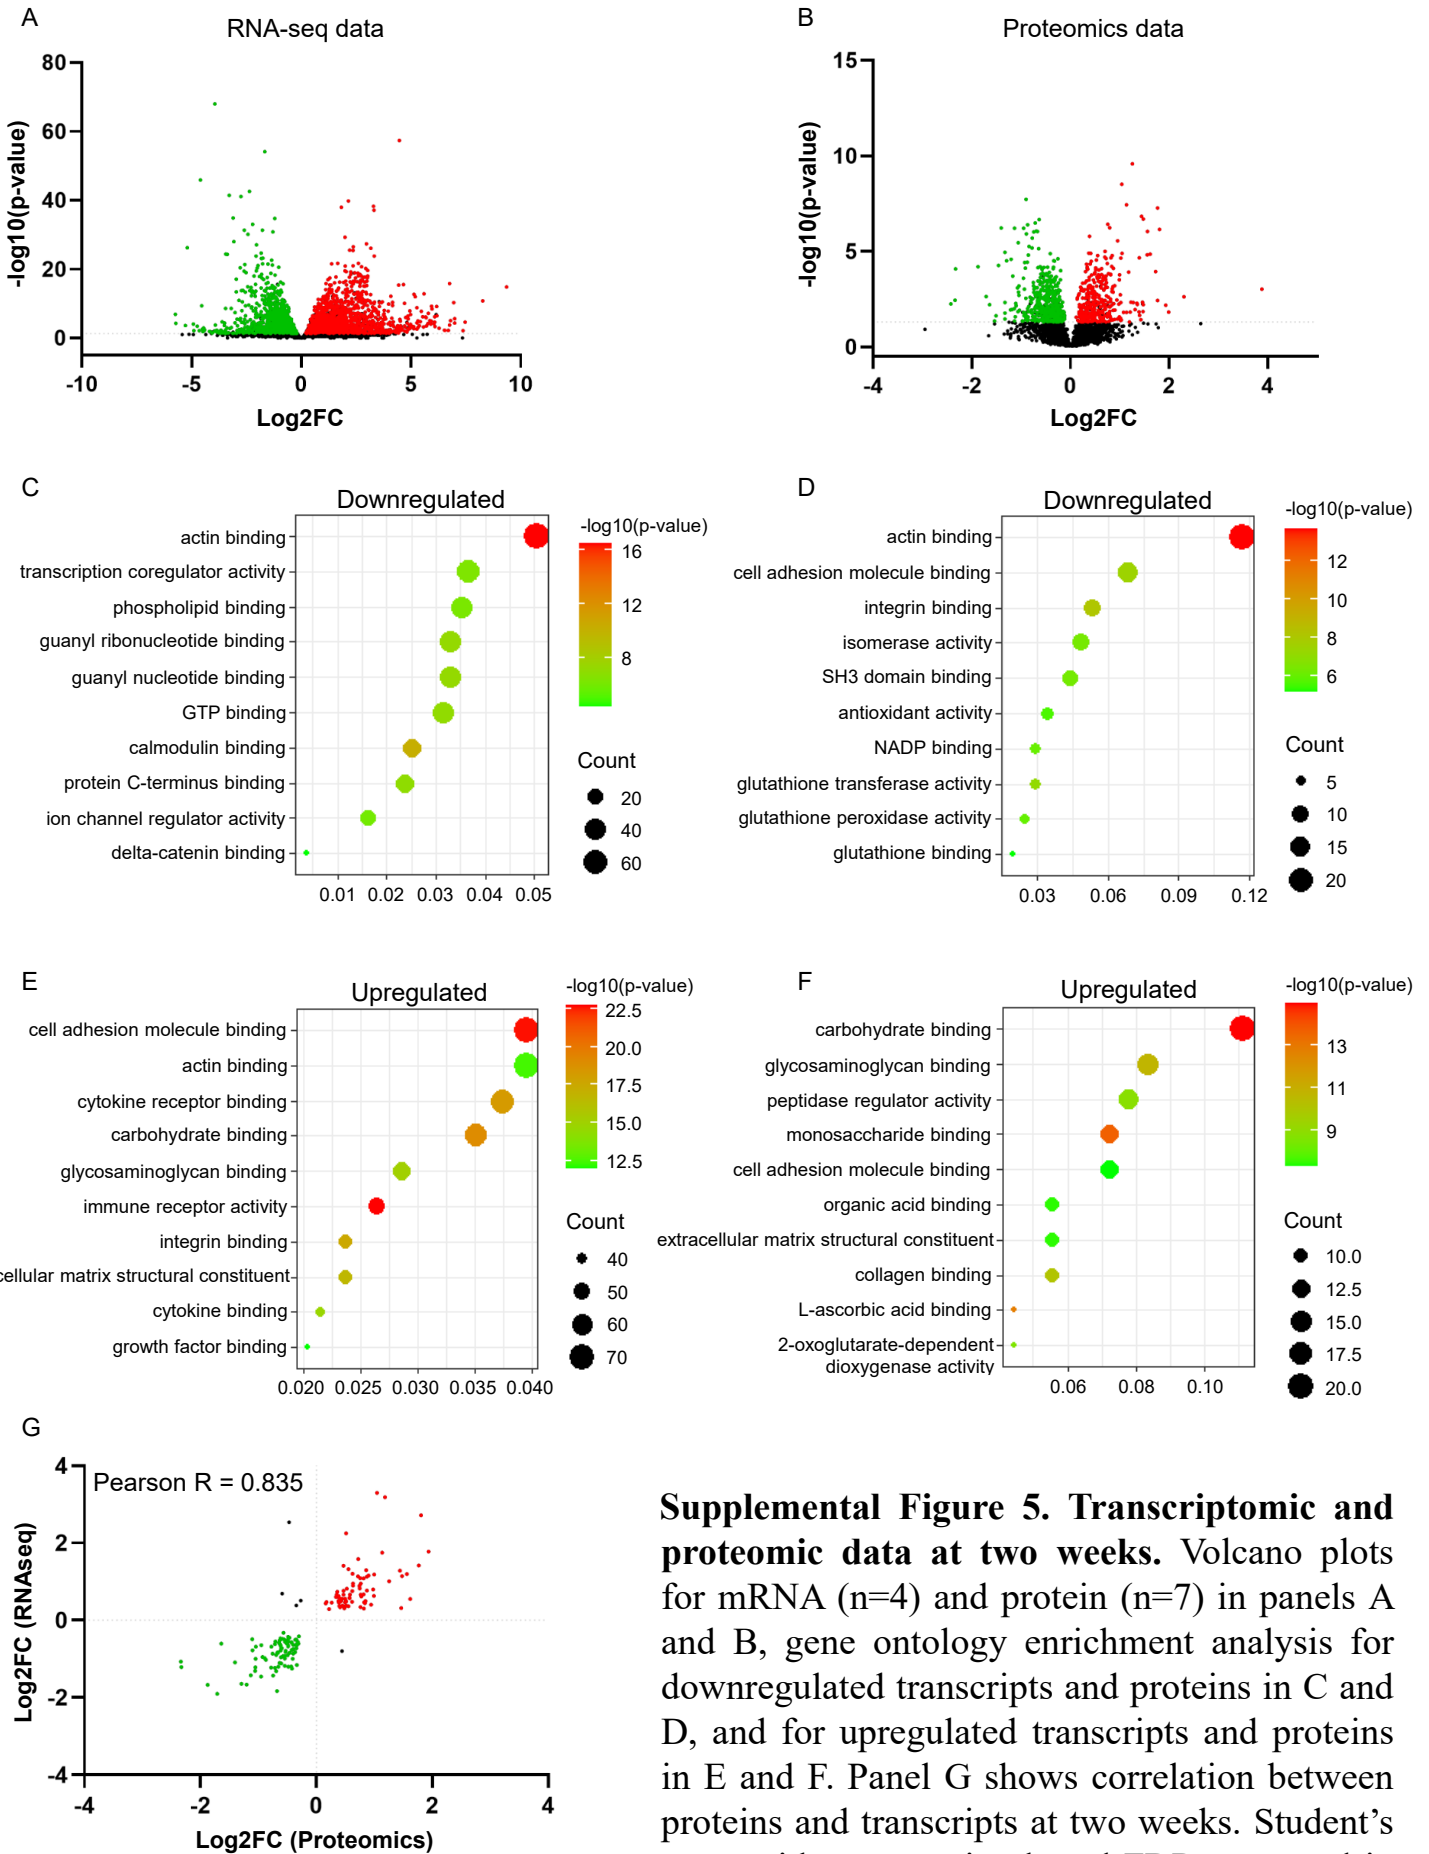 A
RNA-seq data
80
60
40
20
0
-log10(p-value)
-10 -5 0 5 10
Log2FC
B
Proteomics data
15
10
5
0
-log10(p-value)
-4 -2 0 2 4
Log2FC
C
Downregulated
actin binding
transcription coregulator activity
phospholipid binding
guanyl ribonucleotide binding
guanyl nucleotide binding
GTP binding
calmodulin binding
protein C-terminus binding
ion channel regulator activity
delta-catenin binding
0.01 0.02 0.03 0.04 0.05
-log10(p-value)
16
12
8
Count
20
40
60
D
Downregulated
actin binding
cell adhesion molecule binding
integrin binding
isomerase activity
SH3 domain binding
antioxidant activity
NADP binding
glutathione transferase activity
glutathione peroxidase activity
glutathione binding
0.03 0.06 0.09 0.12
-log10(p-value)
12
10
8
6
Count
5
10
15
20
E
Upregulated
cell adhesion molecule binding
actin binding
cytokine receptor binding
carbohydrate binding
glycosaminoglycan binding
immune receptor activity
integrin binding
cellular matrix structural constituent
cytokine binding
growth factor binding
0.020 0.025 0.030 0.035 0.040
-log10(p-value)
22.5
20.0
17.5
15.0
12.5
Count
40
50
60
70
F
Upregulated
carbohydrate binding
glycosaminoglycan binding
peptidase regulator activity
monosaccharide binding
cell adhesion molecule binding
organic acid binding
extracellular matrix structural constituent
collagen binding
L-ascorbic acid binding
2-oxoglutarate-dependent
dioxygenase activity
0.06 0.08 0.10
-log10(p-value)
13
11
9
Count
10.0
12.5
15.0
17.5
20.0
G
Pearson R = 0.835
4
2
0
-2
-4
Log2FC (RNAseq)
-4 -2 0 2 4
Log2FC (Proteomics)
Supplemental Figure 5. Transcriptomic and
proteomic data at two weeks. Volcano plots
for mRNA (n=4) and protein (n=7) in panels A
and B, gene ontology enrichment analysis for
downregulated transcripts and proteins in C and
D, and for upregulated transcripts and proteins
in E and F. Panel G shows correlation between
proteins and transcripts at two weeks. Student's